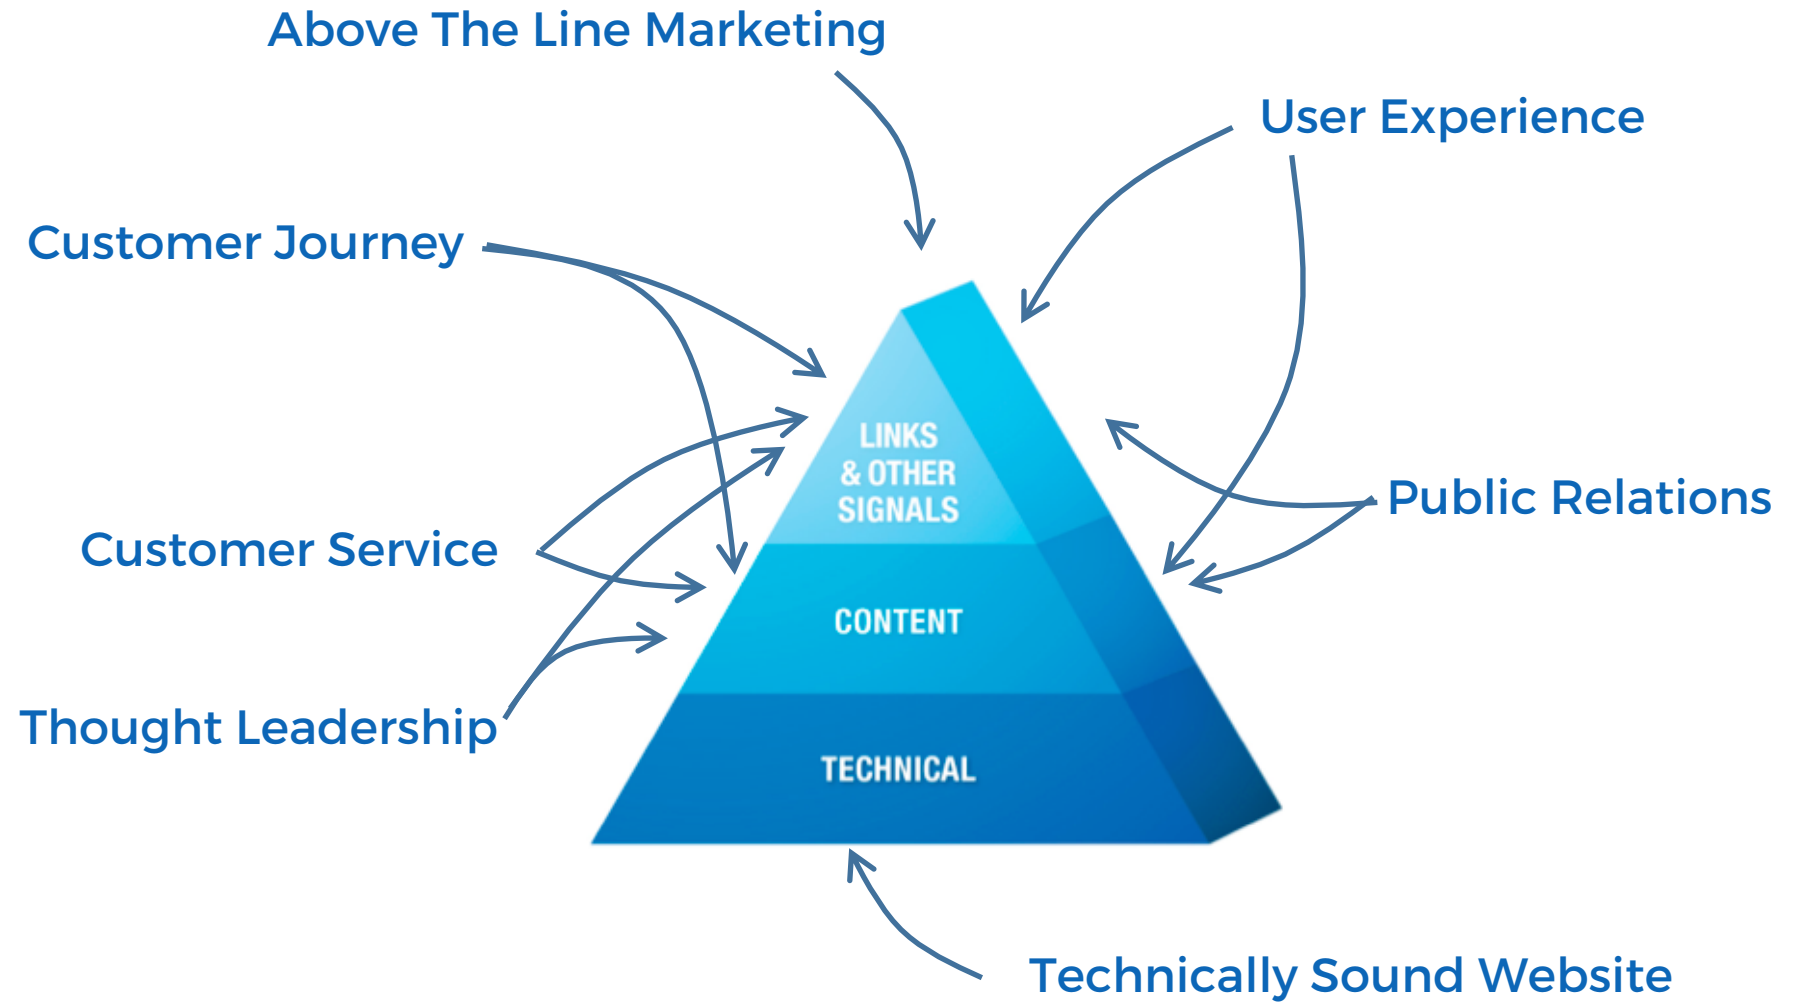 Above The Line Marketing
User Experience
Customer Journey
LINKS
& OTHER
SIGNALS
Public Relations
Customer Service
CONTENT
Thought Leadership
TECHNICAL
Technically Sound Website